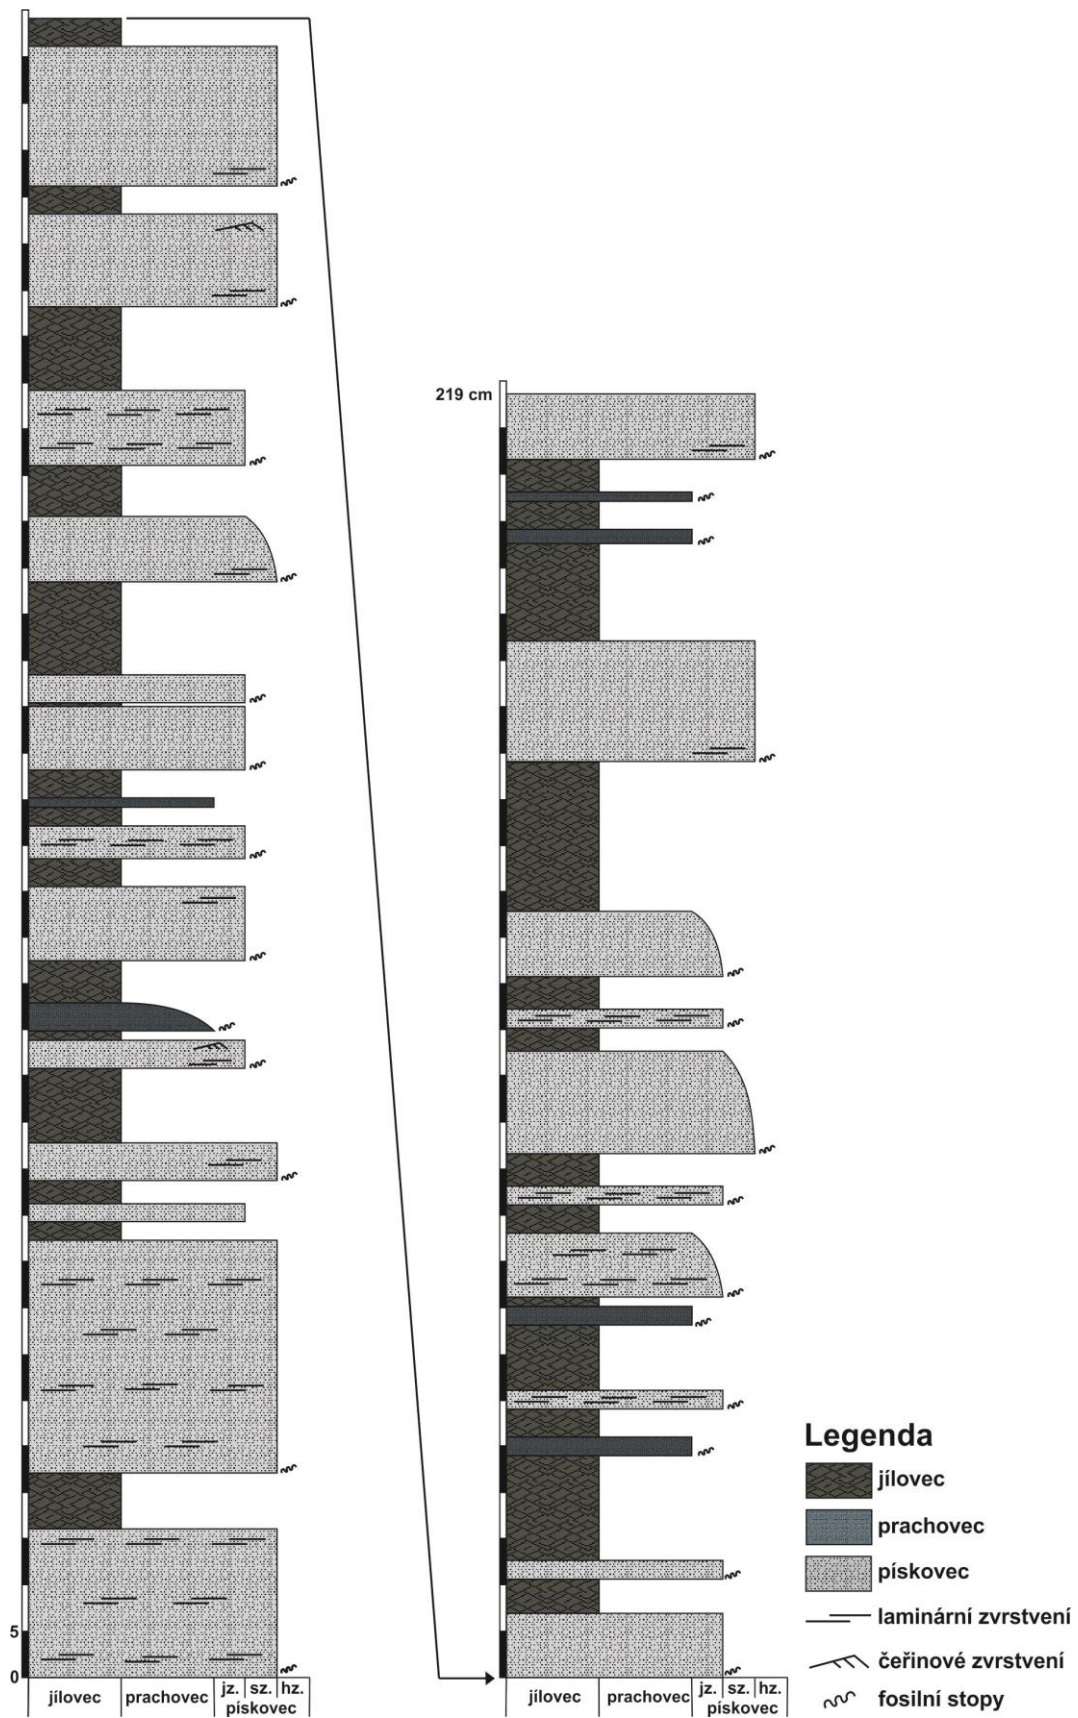 219 cm
5
0
jílovec
prachovec
jz.
sz.
hz.
pískovec
jílovec
prachovec
jz.
sz.
hz.
pískovec
Legenda
jílovec
prachovec
pískovec
laminární zvrstvení
čeřinové zvrstvení
fosilní stopy